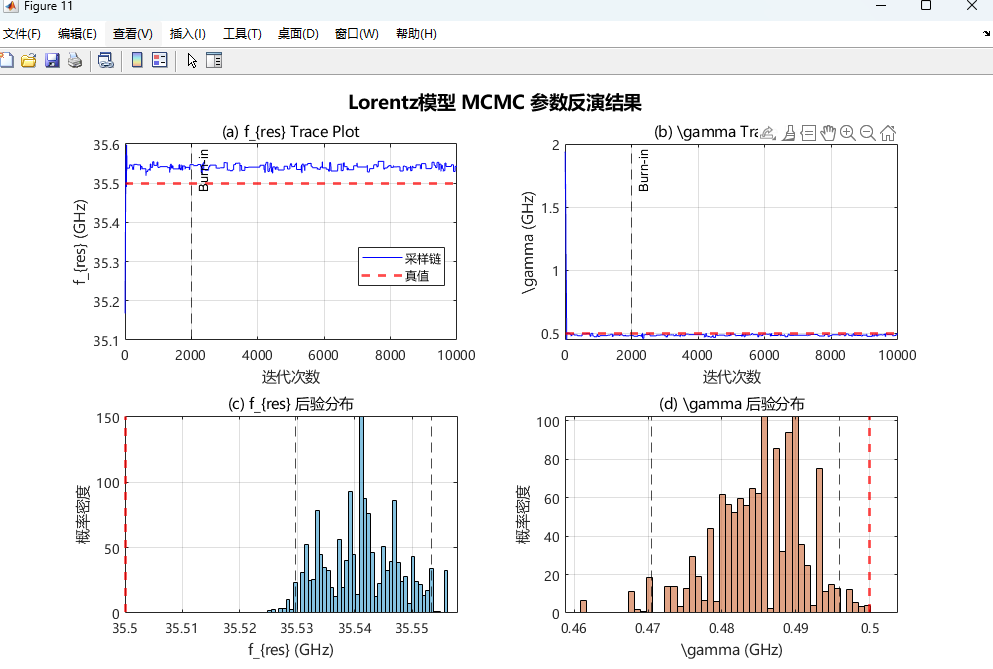 Figure 11
文件(F) 编辑(E) 查看(V) 插入(I) 工具(T) 桌面(D) 窗口(W) 帮助(H)
Lorentz模型 MCMC 参数反演结果
(a) f_{res} Trace Plot
35.6
35.5
35.4
35.3
35.2
35.1
f_{res} (GHz)
Burn-in
采样链
真值
0 2000 4000 6000 8000 10000
迭代次数
(b) \gamma Tra
2
1.5
1
0.5
\gamma (GHz)
Burn-in
0 2000 4000 6000 8000 10000
迭代次数
(c) f_{res} 后验分布
150
100
50
0
概率密度
35.5 35.51 35.52 35.53 35.54 35.55
f_{res} (GHz)
(d) \gamma 后验分布
100
80
60
40
20
0
概率密度
0.46 0.47 0.48 0.49 0.5
\gamma (GHz)